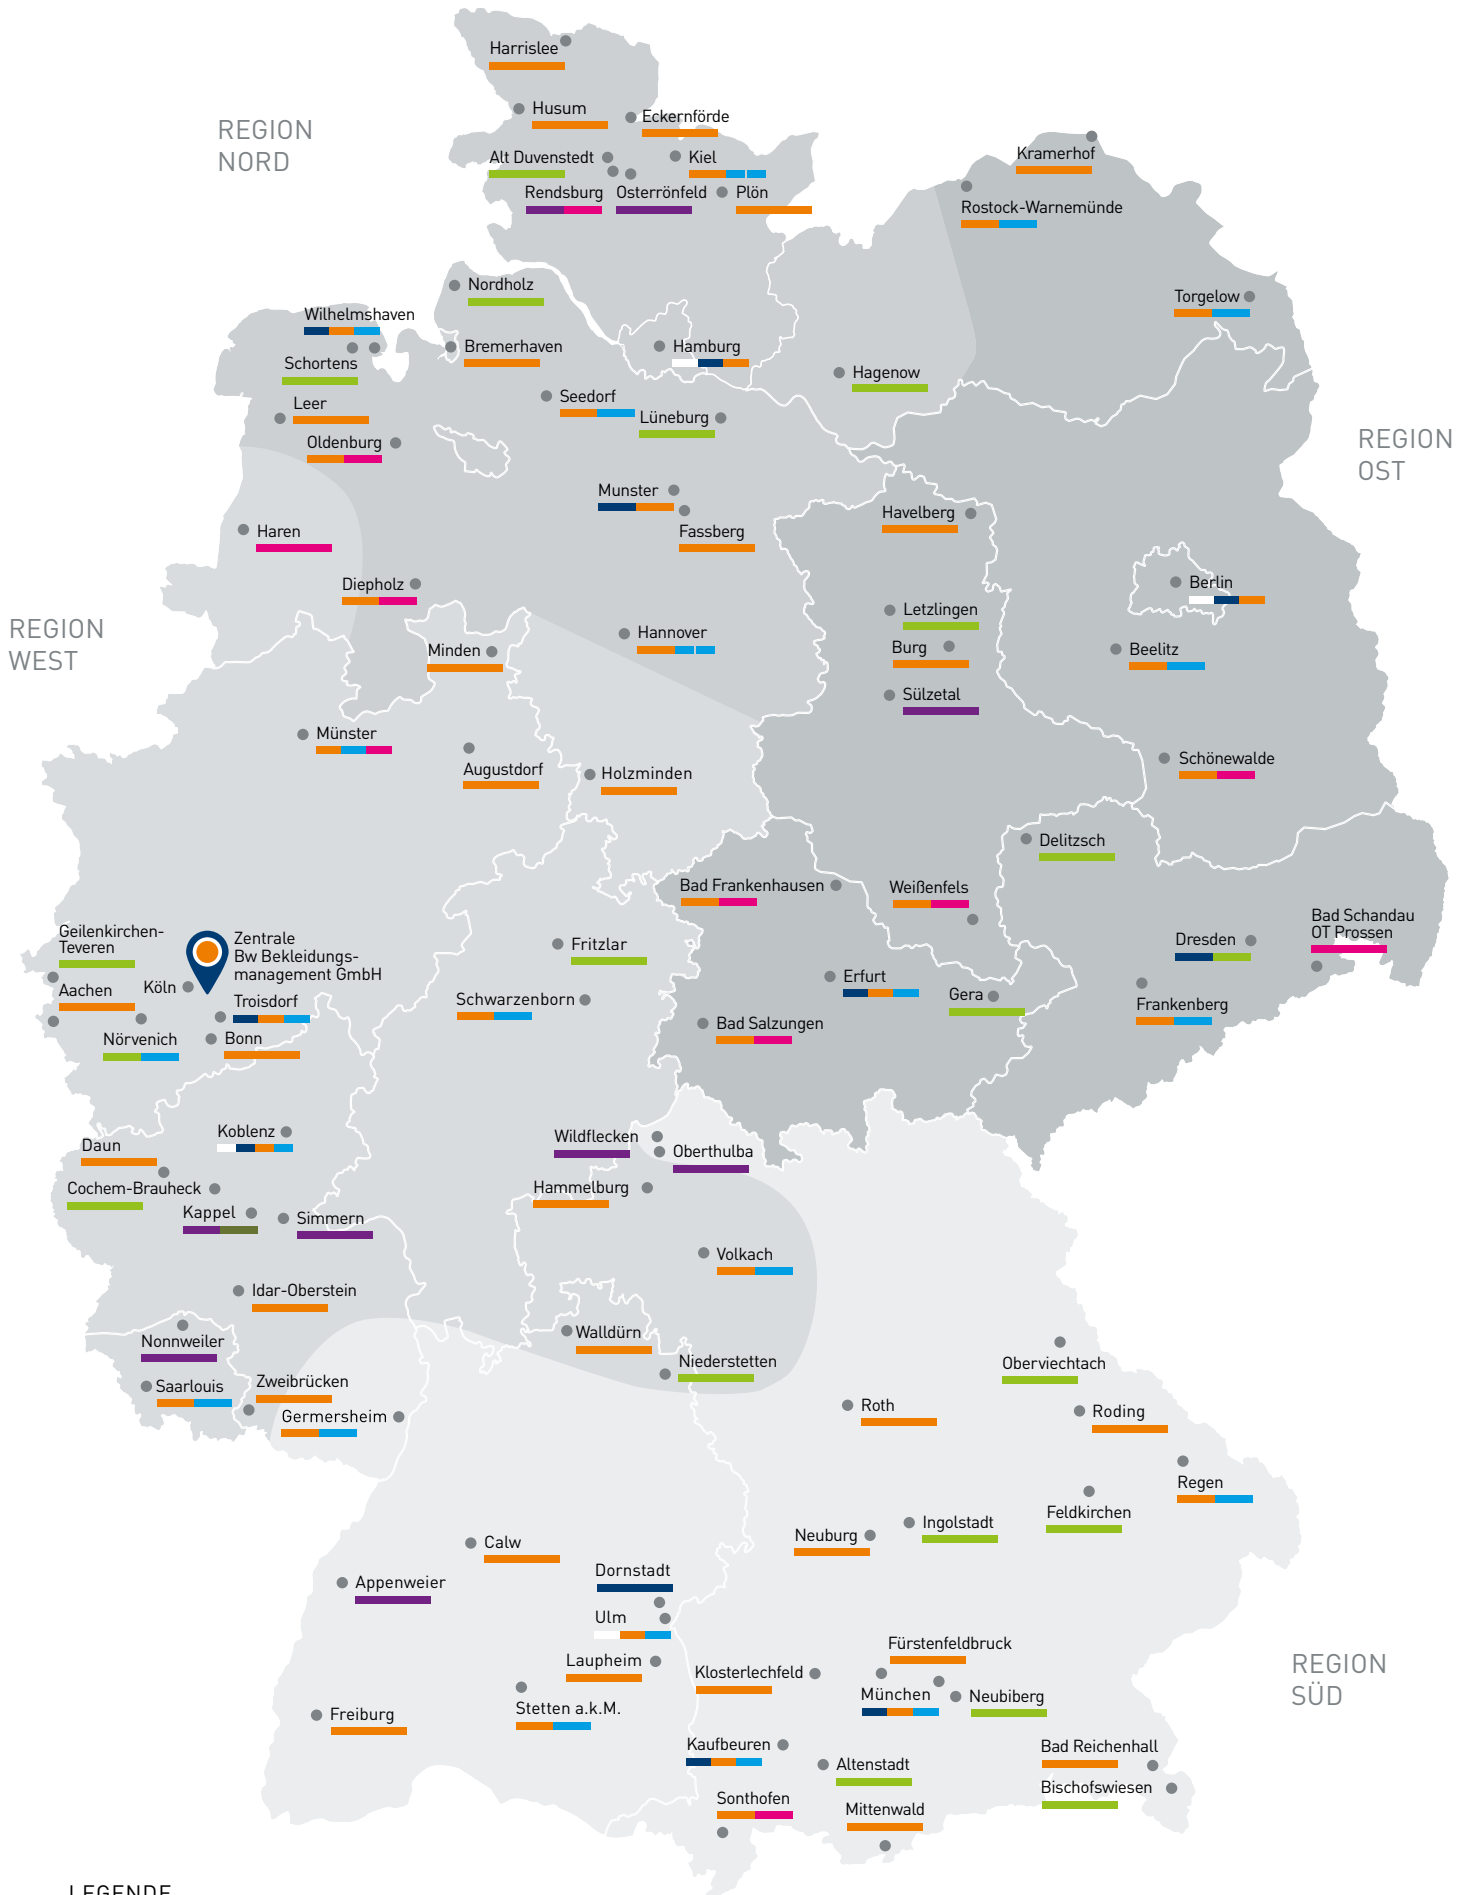 Harrislee
REGION
NORD
Husum
Eckernförde
Alt Duvenstedt
Kiel
Kramerhof
Rendsburg
Osterrönfeld
Plön
Rostock-Warnemünde
Nordholz
Torgelow
Wilhelmshaven
Bremerhaven
Hamburg
Schortens
Hagenow
Seedorf
Leer
Lüneburg
Oldenburg
REGION
OST
Munster
Havelberg
Haren
Fassberg
Diepholz
Berlin
Letzlingen
REGION
WEST
Hannover
Minden
Burg
Beelitz
Sülzetal
Münster
Augustdorf
Holzminden
Schönewalde
Delitzsch
Bad Frankenhausen
Weißenfels
Bad Schandau
OT Prossen
Geilenkirchen-
Teveren
Zentrale
Bw Bekleidungs-
management GmbH
Fritzlar
Dresden
Aachen
Köln
Erfurt
Gera
Troisdorf
Schwarzenborn
Frankenberg
Nörvenich
Bonn
Bad Salzungen
Koblenz
Wildflecken
Daun
Oberthulba
Cochem-Brauheck
Hammelburg
Kappel
Simmern
Volkach
Idar-Oberstein
Nonnweiler
Walldürn
Niederstetten
Oberviechtach
Saarlouis
Zweibrücken
Germersheim
Roth
Roding
Regen
Feldkirchen
Ingolstadt
Neuburg
Calw
Dornstadt
Appenweier
Ulm
Fürstenfeldbruck
Laupheim
Klosterlechfeld
REGION
SÜD
München
Neubiberg
Freiburg
Stetten a.k.M.
Kaufbeuren
Bad Reichenhall
Altenstadt
Bischofswiesen
Sonthofen
Mittenwald
LEGENDE